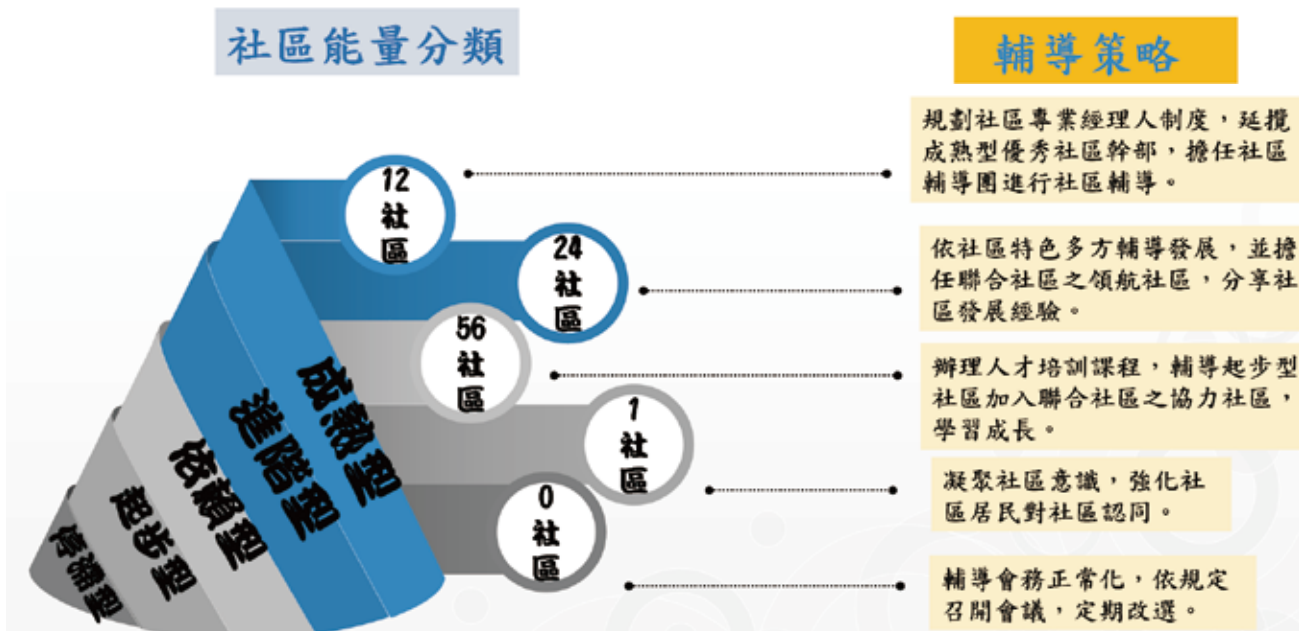 社區能量分類
輔導策略
12
社
區
24
社
區
56
社
區
1
社
區
0
社
區
成熟型
進階型
依賴型
起步型
停滯型
規劃社區專業經理人制度，延攬
成熟型優秀社區幹部，擔任社區
輔導團進行社區輔導。
依社區特色多方輔導發展，並擔
任聯合社區之領航社區，分享社
區發展經驗。
辦理人才培訓課程，輔導起步型
社區加入聯合社區之協力社區，
學習成長。
凝聚社區意識，強化社
區居民對社區認同。
輔導會務正常化，依規定
召開會議，定期改選。